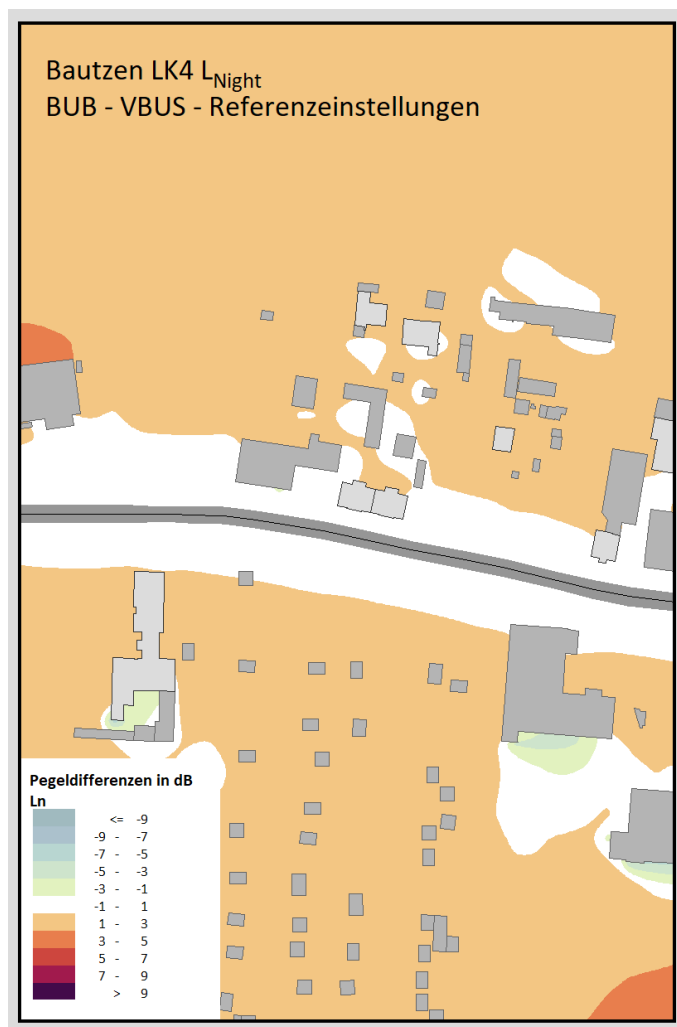 Bautzen LK4 LNight
BUB - VBUS - Referenzeinstellungen
Pegeldifferenzen in dB
Ln
<= -9
-9 - -7
-7 - -5
-5 - -3
-3 - -1
-1 - 1
1 - 3
3 - 5
5 - 7
7 - 9
> 9